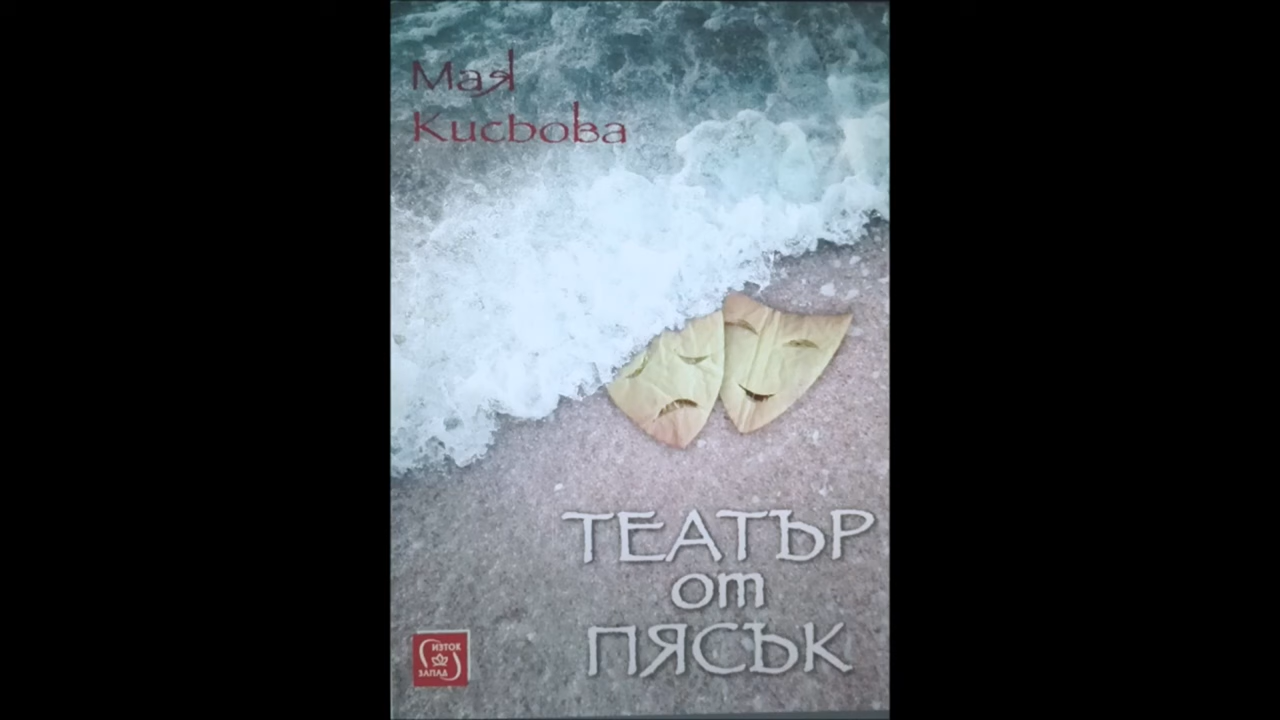 Мая
Кисьова
ТЕАТЪР
от
ПЯСЪК
ИЗТОК
ЗАПАД